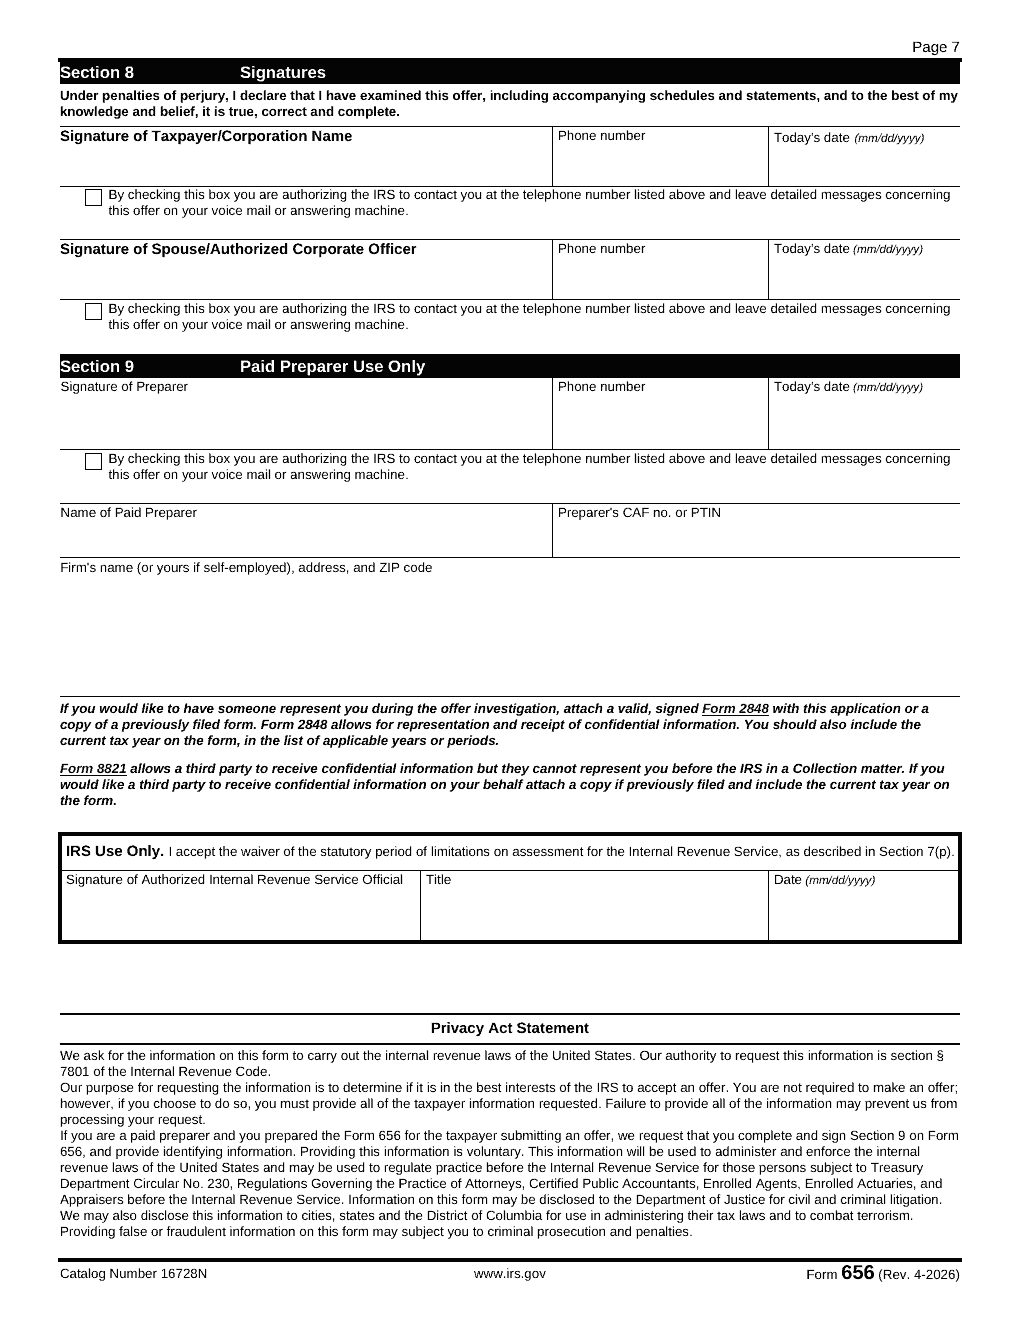 Page 7
Section 8 Signatures
Under penalties of perjury, I declare that I have examined this offer, including accompanying schedules and statements, and to the best of my
knowledge and belief, it is true, correct and complete.
Signature of Taxpayer/Corporation Name
Phone number
Today's date (mm/dd/yyyy)
By checking this box you are authorizing the IRS to contact you at the telephone number listed above and leave detailed messages concerning
this offer on your voice mail or answering machine.
Signature of Spouse/Authorized Corporate Officer
Phone number
Today's date (mm/dd/yyyy)
By checking this box you are authorizing the IRS to contact you at the telephone number listed above and leave detailed messages concerning
this offer on your voice mail or answering machine.
Section 9 Paid Preparer Use Only
Signature of Preparer
Phone number
Today's date (mm/dd/yyyy)
By checking this box you are authorizing the IRS to contact you at the telephone number listed above and leave detailed messages concerning
this offer on your voice mail or answering machine.
Name of Paid Preparer
Preparer's CAF no. or PTIN
Firm's name (or yours if self-employed), address, and ZIP code
If you would like to have someone represent you during the offer investigation, attach a valid, signed Form 2848 with this application or a
copy of a previously filed form. Form 2848 allows for representation and receipt of confidential information. You should also include the
current tax year on the form, in the list of applicable years or periods.
Form 8821 allows a third party to receive confidential information but they cannot represent you before the IRS in a Collection matter. If you
would like a third party to receive confidential information on your behalf attach a copy if previously filed and include the current tax year on
the form.
IRS Use Only. I accept the waiver of the statutory period of limitations on assessment for the Internal Revenue Service, as described in Section 7(p).
Signature of Authorized Internal Revenue Service Official
Title
Date (mm/dd/yyyy)
Privacy Act Statement
We ask for the information on this form to carry out the internal revenue laws of the United States. Our authority to request this information is section §
7801 of the Internal Revenue Code.
Our purpose for requesting the information is to determine if it is in the best interests of the IRS to accept an offer. You are not required to make an offer;
however, if you choose to do so, you must provide all of the taxpayer information requested. Failure to provide all of the information may prevent us from
processing your request.
If you are a paid preparer and you prepared the Form 656 for the taxpayer submitting an offer, we request that you complete and sign Section 9 on Form
656, and provide identifying information. Providing this information is voluntary. This information will be used to administer and enforce the internal
revenue laws of the United States and may be used to regulate practice before the Internal Revenue Service for those persons subject to Treasury
Department Circular No. 230, Regulations Governing the Practice of Attorneys, Certified Public Accountants, Enrolled Agents, Enrolled Actuaries, and
Appraisers before the Internal Revenue Service. Information on this form may be disclosed to the Department of Justice for civil and criminal litigation.
We may also disclose this information to cities, states and the District of Columbia for use in administering their tax laws and to combat terrorism.
Providing false or fraudulent information on this form may subject you to criminal prosecution and penalties.
Catalog Number 16728N
www.irs.gov
Form 656 (Rev. 4-2026)